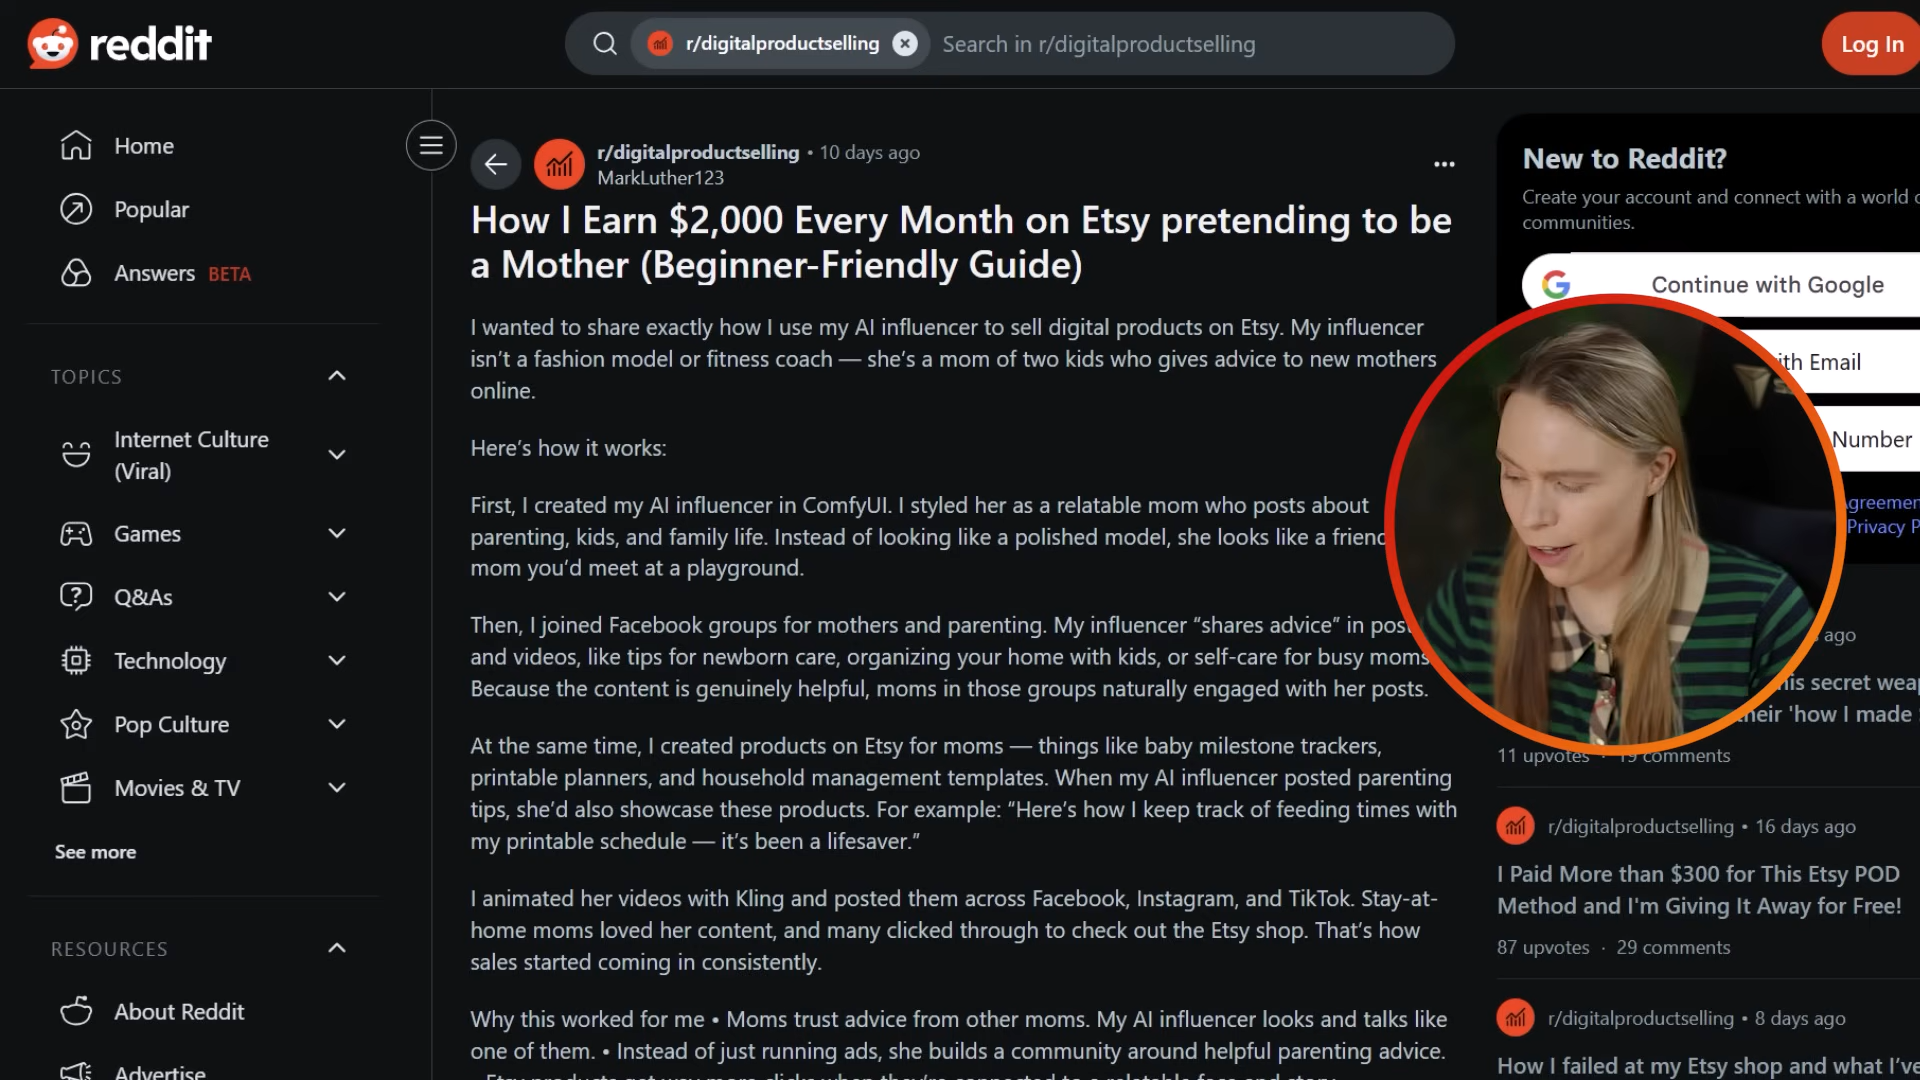 reddit
r/digitalproductselling
Search in r/digitalproductselling
Log In
Home
Popular
Answers BETA
TOPICS
Internet Culture
(Viral)
Games
Q&As
Technology
Pop Culture
Movies & TV
See more
RESOURCES
About Reddit
Advertise
r/digitalproductselling • 10 days ago
MarkLuther123
How I Earn $2,000 Every Month on Etsy pretending to be
a Mother (Beginner-Friendly Guide)
I wanted to share exactly how I use my AI influencer to sell digital products on Etsy. My influencer
isn't a fashion model or fitness coach — she's a mom of two kids who gives advice to new mothers
online.
Here's how it works:
First, I created my AI influencer in ComfyUI. I styled her as a relatable mom who posts about
parenting, kids, and family life. Instead of looking like a polished model, she looks like a
mom you'd meet at a playground.
Then, I joined Facebook groups for mothers and parenting. My influencer “shares advice” in
and videos, like tips for newborn care, organizing your home with kids, or self-care for busy moms
Because the content is genuinely helpful, moms in those groups naturally engaged with her posts.
At the same time, I created products on Etsy for moms — things like baby milestone trackers,
printable planners, and household management templates. When my AI influencer posted parenting
tips, she'd also showcase these products. For example: “Here's how I keep track of feeding times with
my printable schedule — it's been a lifesaver.”
I animated her videos with Kling and posted them across Facebook, Instagram, and TikTok. Stay-at-
home moms loved her content, and many clicked through to check out the Etsy shop. That's how
sales started coming in consistently.
Why this worked for me • Moms trust advice from other moms. My AI influencer looks and talks like
one of them. • Instead of just running ads, she builds a community around helpful parenting advice.
New to Reddit?
Create your account and connect with a world
communities.
Continue with Google
Email
Number
Privacy
ago
secret
'how I made
11 upvotes · 19 comments
r/digitalproductselling • 16 days ago
I Paid More than $300 for This Etsy POD
Method and I'm Giving It Away for Free!
87 upvotes · 29 comments
r/digitalproductselling • 8 days ago
How I failed at my Etsy shop and what I've